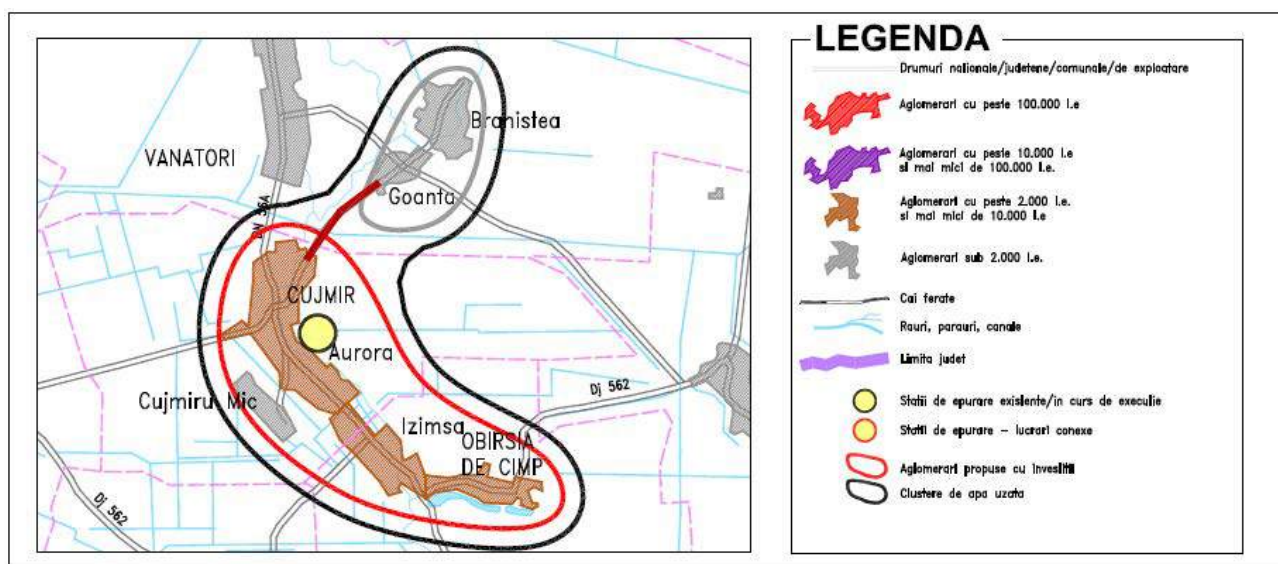 VANATORI
Branistea
Goanta
DN 56A
CUJMIR
Aurora
Cujmiru Mic
Izimsa
OBIRSIA
DE CIMP
Dj 562
Dj 562
LEGENDA
Drumuri nationale/judetene/comunale/de exploatare
Aglomerari cu peste 100.000 l.e
Aglomerari cu peste 10.000 l.e
si mai mici de 100.000 l.e.
Aglomerari cu peste 2.000 l.e.
si mai mici de 10.000 l.e
Aglomerari sub 2.000 l.e.
Cai ferate
Rauri, parauri, canale
Limita judet
Statii de epurare existente/in curs de executie
Statii de epurare – lucrari conexe
Aglomerari propuse cu investitii
Clustere de apa uzata